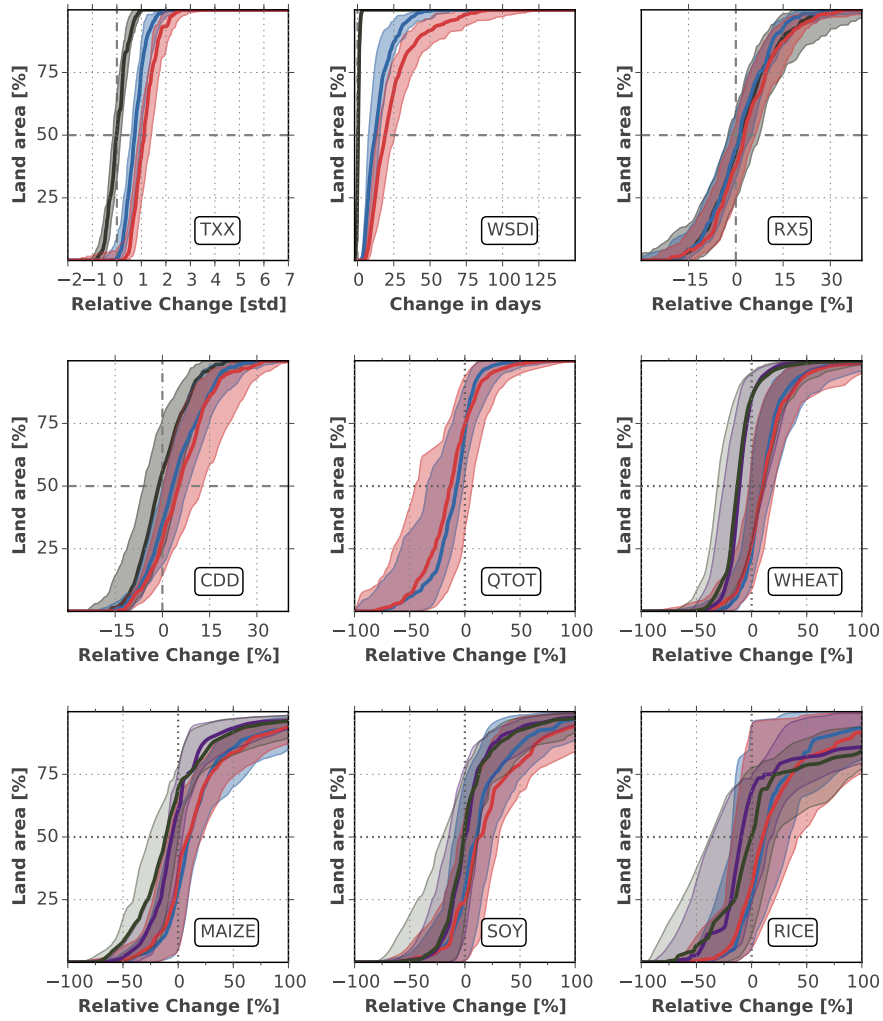 Land area [%]
75
50
25
TXX
−2 −1 0 1 2 3 4 5 6 7
Relative Change [std]
Land area [%]
75
50
25
WSDI
0 25 50 75 100 125
Change in days
Land area [%]
75
50
25
RX5
−15 0 15 30
Relative Change [%]
Land area [%]
75
50
25
CDD
−15 0 15 30
Relative Change [%]
Land area [%]
75
50
25
QTOT
−100 −50 0 50 100
Relative Change [%]
Land area [%]
75
50
25
WHEAT
−100 −50 0 50 100
Relative Change [%]
Land area [%]
75
50
25
MAIZE
−100 −50 0 50 100
Relative Change [%]
Land area [%]
75
50
25
SOY
−100 −50 0 50 100
Relative Change [%]
Land area [%]
75
50
25
RICE
−100 −50 0 50 100
Relative Change [%]